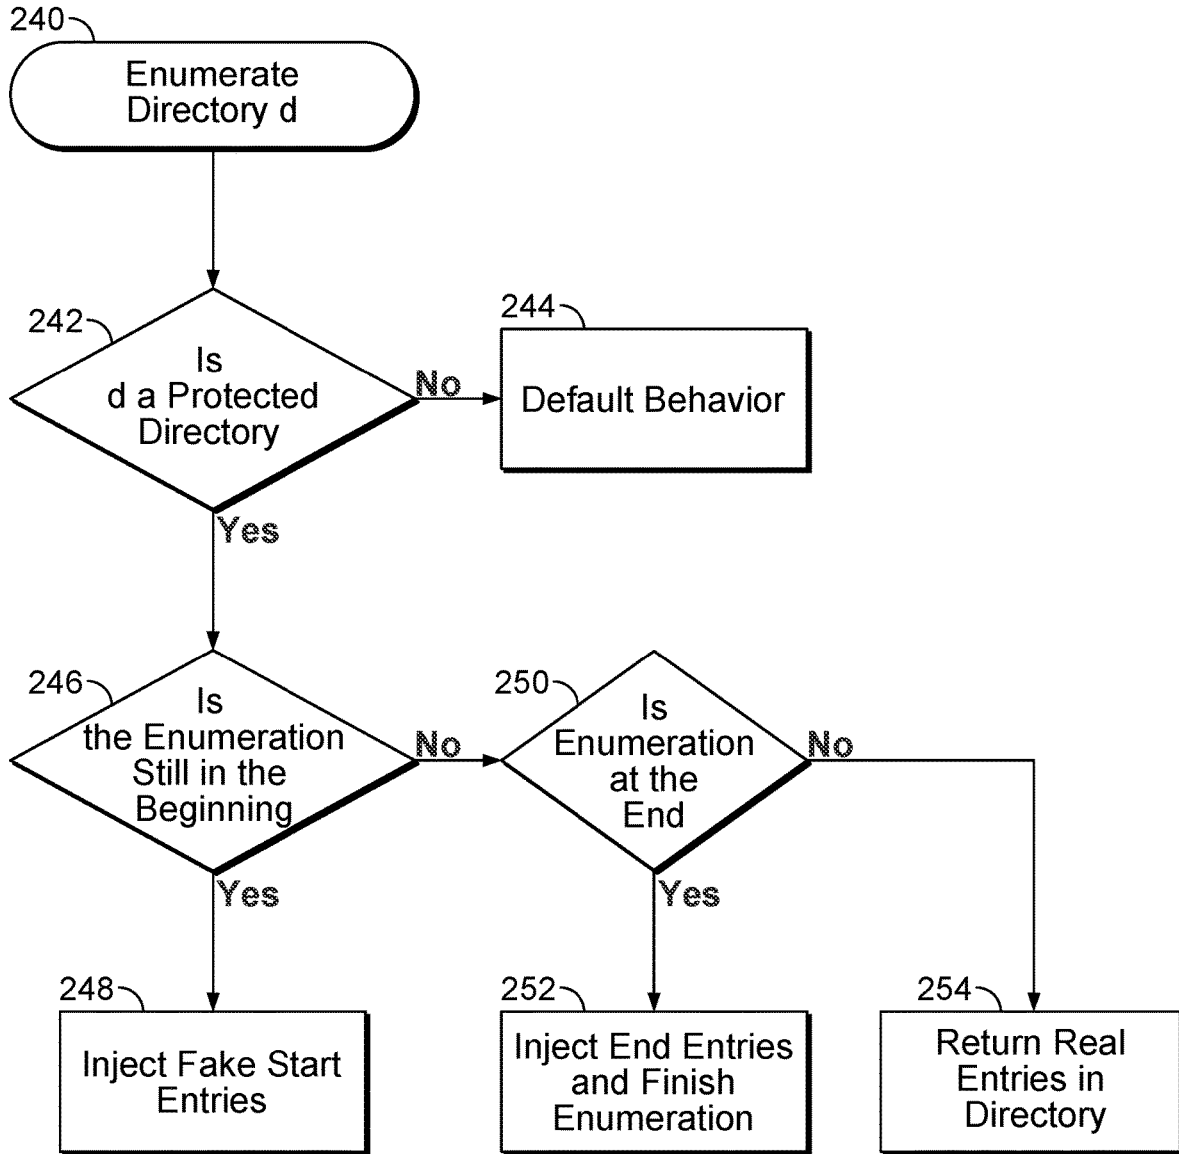 240
Enumerate
Directory d
242
Is
d a Protected
Directory
No
244
Default Behavior
Yes
246
Is
the Enumeration
Still in the
Beginning
No
250
Is
Enumeration
at the
End
No
Yes
Yes
248
Inject Fake Start
Entries
252
Inject End Entries
and Finish
Enumeration
254
Return Real
Entries in
Directory